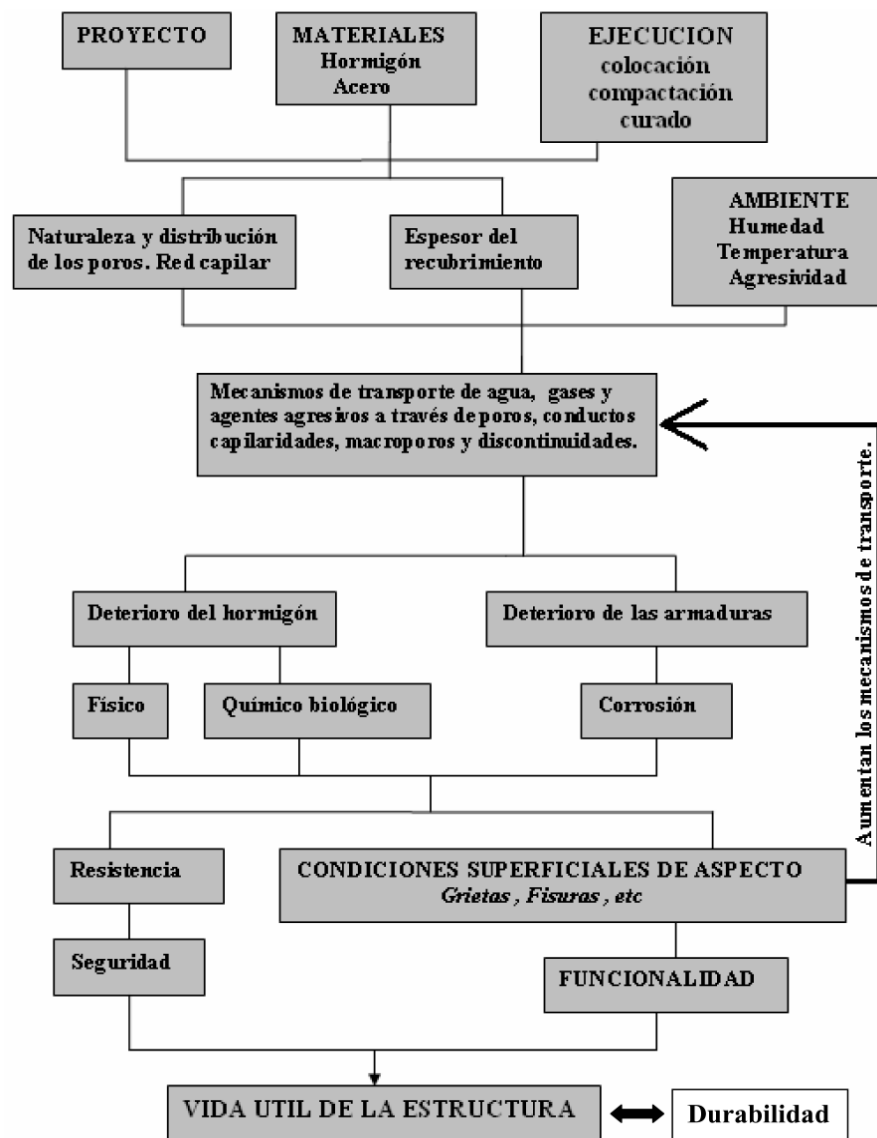 PROYECTO
MATERIALES
Hormigón
Acero
EJECUCION
colocación
compactación
curado
Naturaleza y distribución
de los poros. Red capilar
Espesor del
recubrimiento
AMBIENTE
Humedad
Temperatura
Agresividad
Mecanismos de transporte de agua, gases y
agentes agresivos a través de poros, conductos
capilaridades, macroporos y discontinuidades.
Aumentan los mecanismos de transporte.
Deterioro del hormigón
Deterioro de las armaduras
Físico
Químico biológico
Corrosión
Resistencia
CONDICIONES SUPERFICIALES DE ASPECTO
Grietas , Fisuras , etc
Seguridad
FUNCIONALIDAD
VIDA UTIL DE LA ESTRUCTURA
Durabilidad